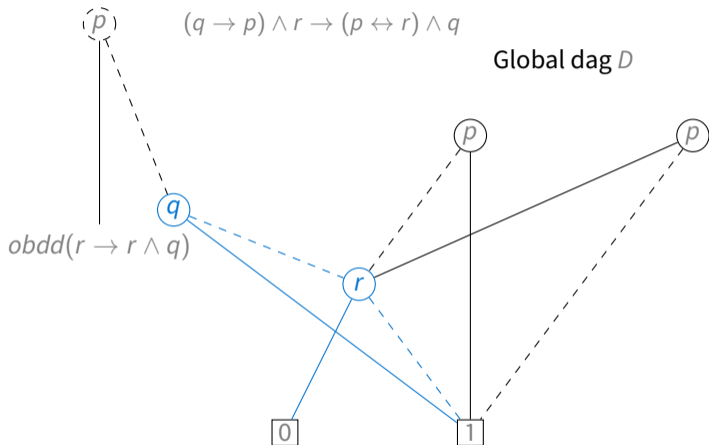 p
(q → p) ∧ r → (p ↔ r) ∧ q
Global dag D
p
p
q
obdd(r → r ∧ q)
r
0
1